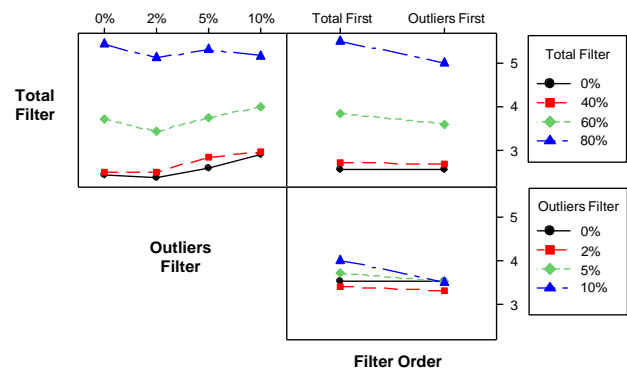 0% 2% 5% 10% Total First Outliers First
Total
Filter
5
4
3
Total Filter
0%
40%
60%
80%
Outliers
Filter
5
4
3
Outliers Filter
0%
2%
5%
10%
Filter Order